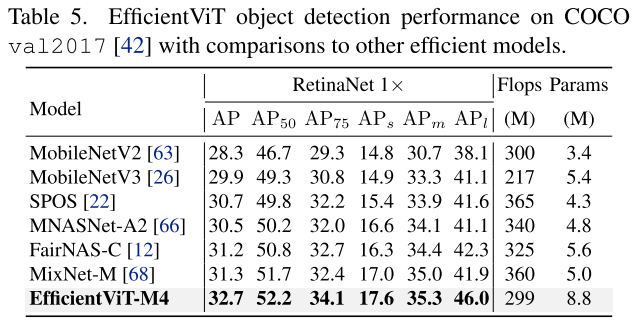 Table 5. EfficientViT object detection performance on COCO
val2017 [42] with comparisons to other efficient models.
Model RetinaNet 1× Flops Params
AP AP50 AP75 APs APm APl (M) (M)
MobileNetV2 [63] 28.3 46.7 29.3 14.8 30.7 38.1 300 3.4
MobileNetV3 [26] 29.9 49.3 30.8 14.9 33.3 41.1 217 5.4
SPOS [22] 30.7 49.8 32.2 15.4 33.9 41.6 365 4.3
MNASNet-A2 [66] 30.5 50.2 32.0 16.6 34.1 41.1 340 4.8
FairNAS-C [12] 31.2 50.8 32.7 16.3 34.4 42.3 325 5.6
MixNet-M [68] 31.3 51.7 32.4 17.0 35.0 41.9 360 5.0
EfficientViT-M4 32.7 52.2 34.1 17.6 35.3 46.0 299 8.8